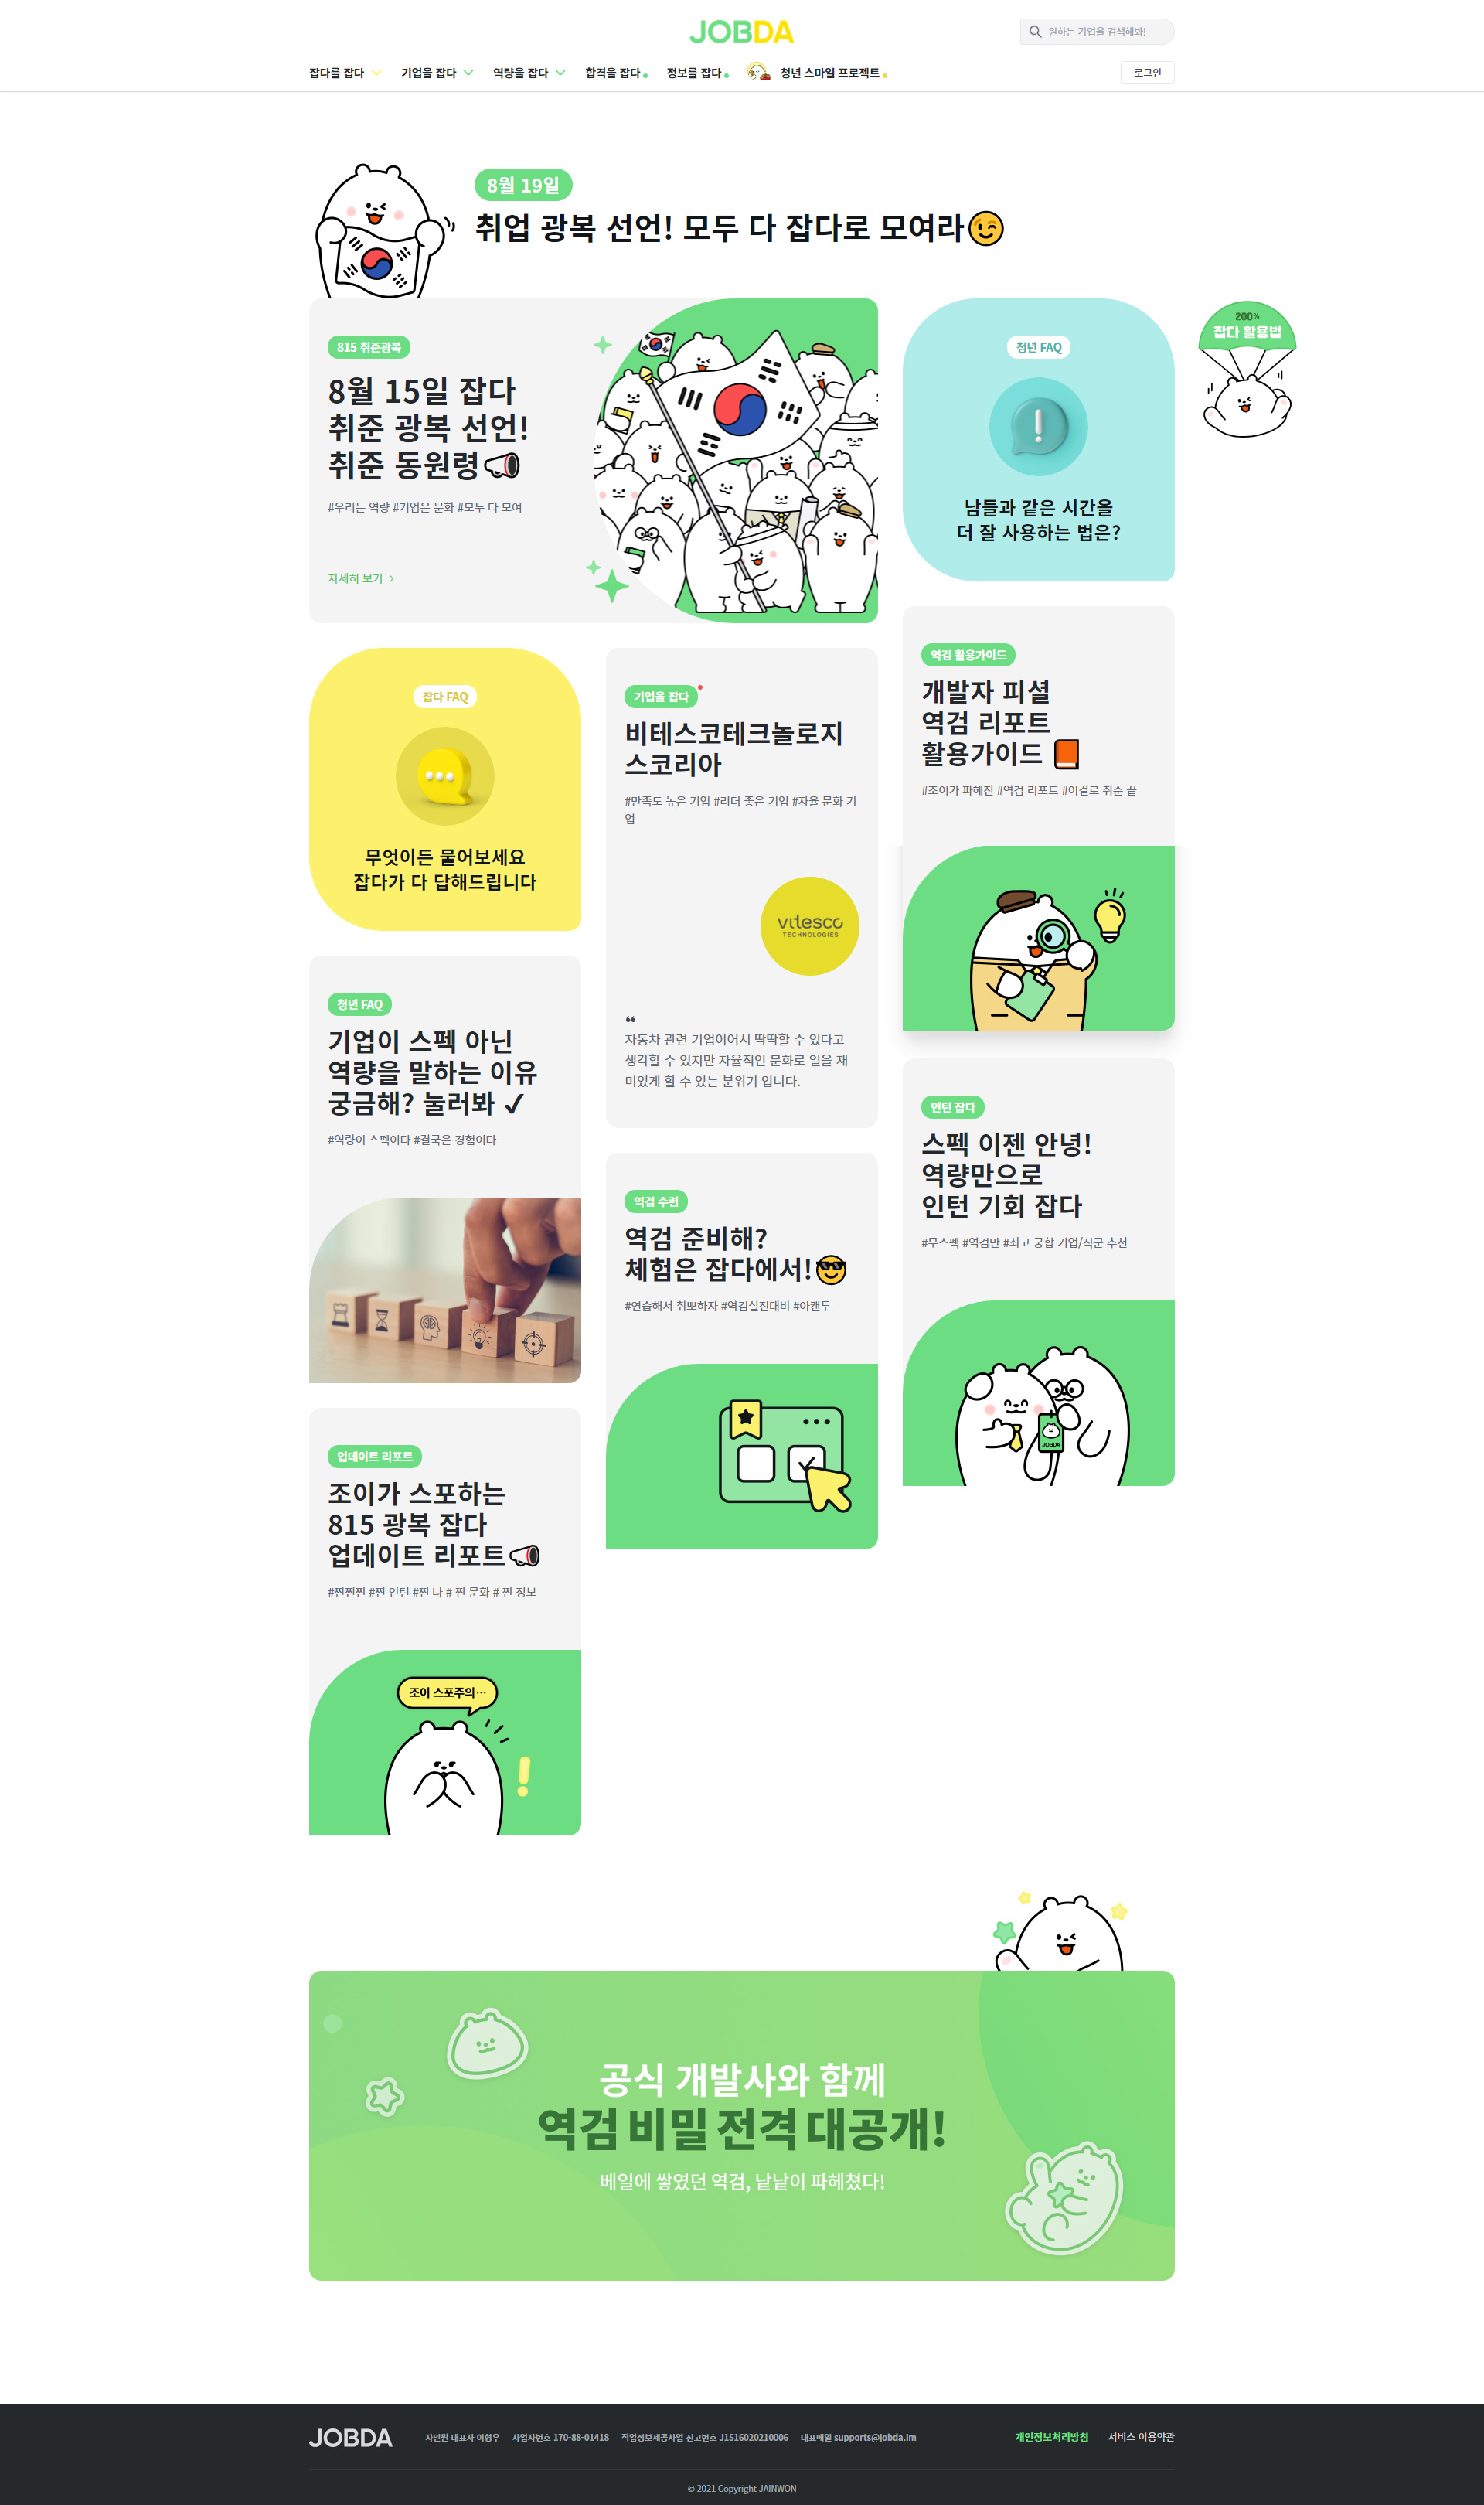 JOBDA
원하는 기업을 검색해봐!
잡다를 잡다
기업을 잡다
역량을 잡다
합격을 잡다
정보를 잡다
청년 스마일 프로젝트
로그인
8월 19일
취업 광복 선언! 모두 다 잡다로 모여라
815 취준광복
8월 15일 잡다
취준 광복 선언!
취준 동원령
#우리는 역량 #기업은 문화 #모두 다 모여
자세히 보기
청년 FAQ
남들과 같은 시간을
더 잘 사용하는 법은?
200%
잡다 활용법
잡다 FAQ
무엇이든 물어보세요
잡다가 다 답해드립니다
기업을 잡다
비테스코테크놀로지
스코리아
#만족도 높은 기업 #리더 좋은 기업 #자율 문화 기
업
vitesco
TECHNOLOGIES
자동차 관련 기업이어서 딱딱할 수 있다고
생각할 수 있지만 자율적인 문화로 일을 재
미있게 할 수 있는 분위기 입니다.
역검 활용가이드
개발자 피셜
역검 리포트
활용가이드
#조이가 파헤친 #역검 리포트 #이걸로 취준 끝
청년 FAQ
기업이 스펙 아닌
역량을 말하는 이유
궁금해? 눌러봐 ✓
#역량이 스펙이다 #결국은 경험이다
인턴 잡다
스펙 이젠 안녕!
역량만으로
인턴 기회 잡다
#무스펙 #역검만 #최고 궁합 기업/직군 추천
JOBDA
역검 수련
역검 준비해?
체험은 잡다에서!
#연습해서 취뽀하자 #역검실전대비 #아캔두
업데이트 리포트
조이가 스포하는
815 광복 잡다
업데이트 리포트
#찐찐찐 #찐 인턴 #찐 나 # 찐 문화 # 찐 정보
조이 스포주의…
공식 개발사와 함께
역검 비밀 전격 대공개!
베일에 쌓였던 역검, 낱낱이 파헤쳤다!
JOBDA
자인원 대표자 이형우 사업자번호 170-88-01418 직업정보제공사업 신고번호 J1516020210006 대표메일 supports@jobda.im
개인정보처리방침 | 서비스 이용약관
© 2021 Copyright JAINWON